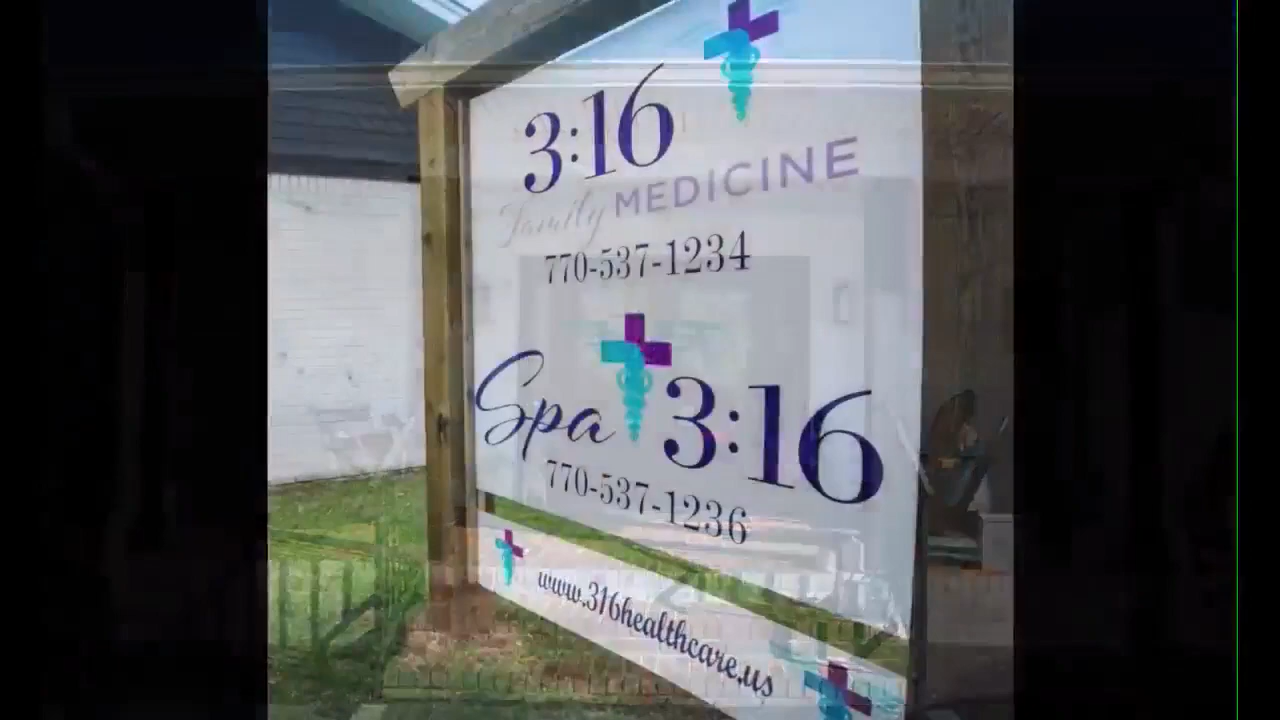 3:16
Family MEDICINE
770-537-1234
Spa 3:16
770-537-1236
www.316healthcare.us